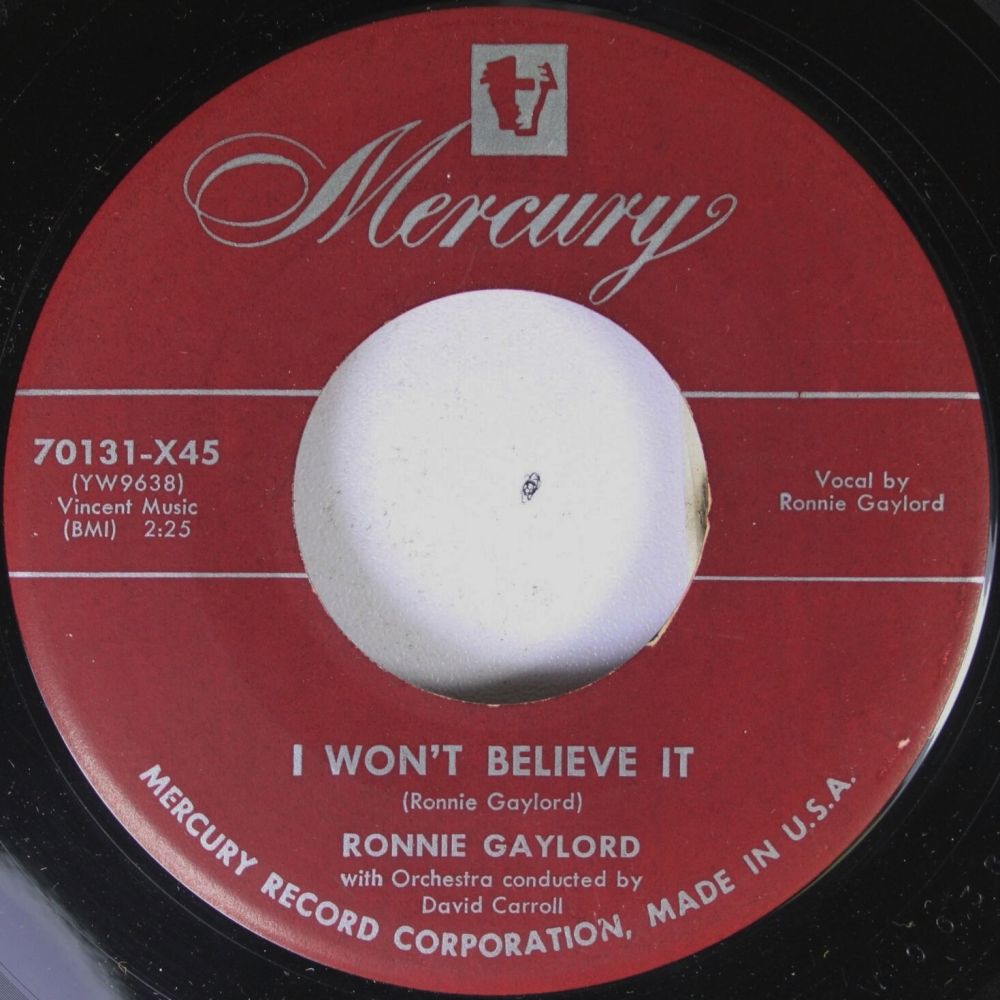 Mercury
70131-X45
(YW9638)
Vincent Music
(BMI) 2:25
Vocal by
Ronnie Gaylord
I WON'T BELIEVE IT
(Ronnie Gaylord)
RONNIE GAYLORD
with Orchestra conducted by
David Carroll
MERCURY RECORD CORPORATION, MADE IN U.S.A.